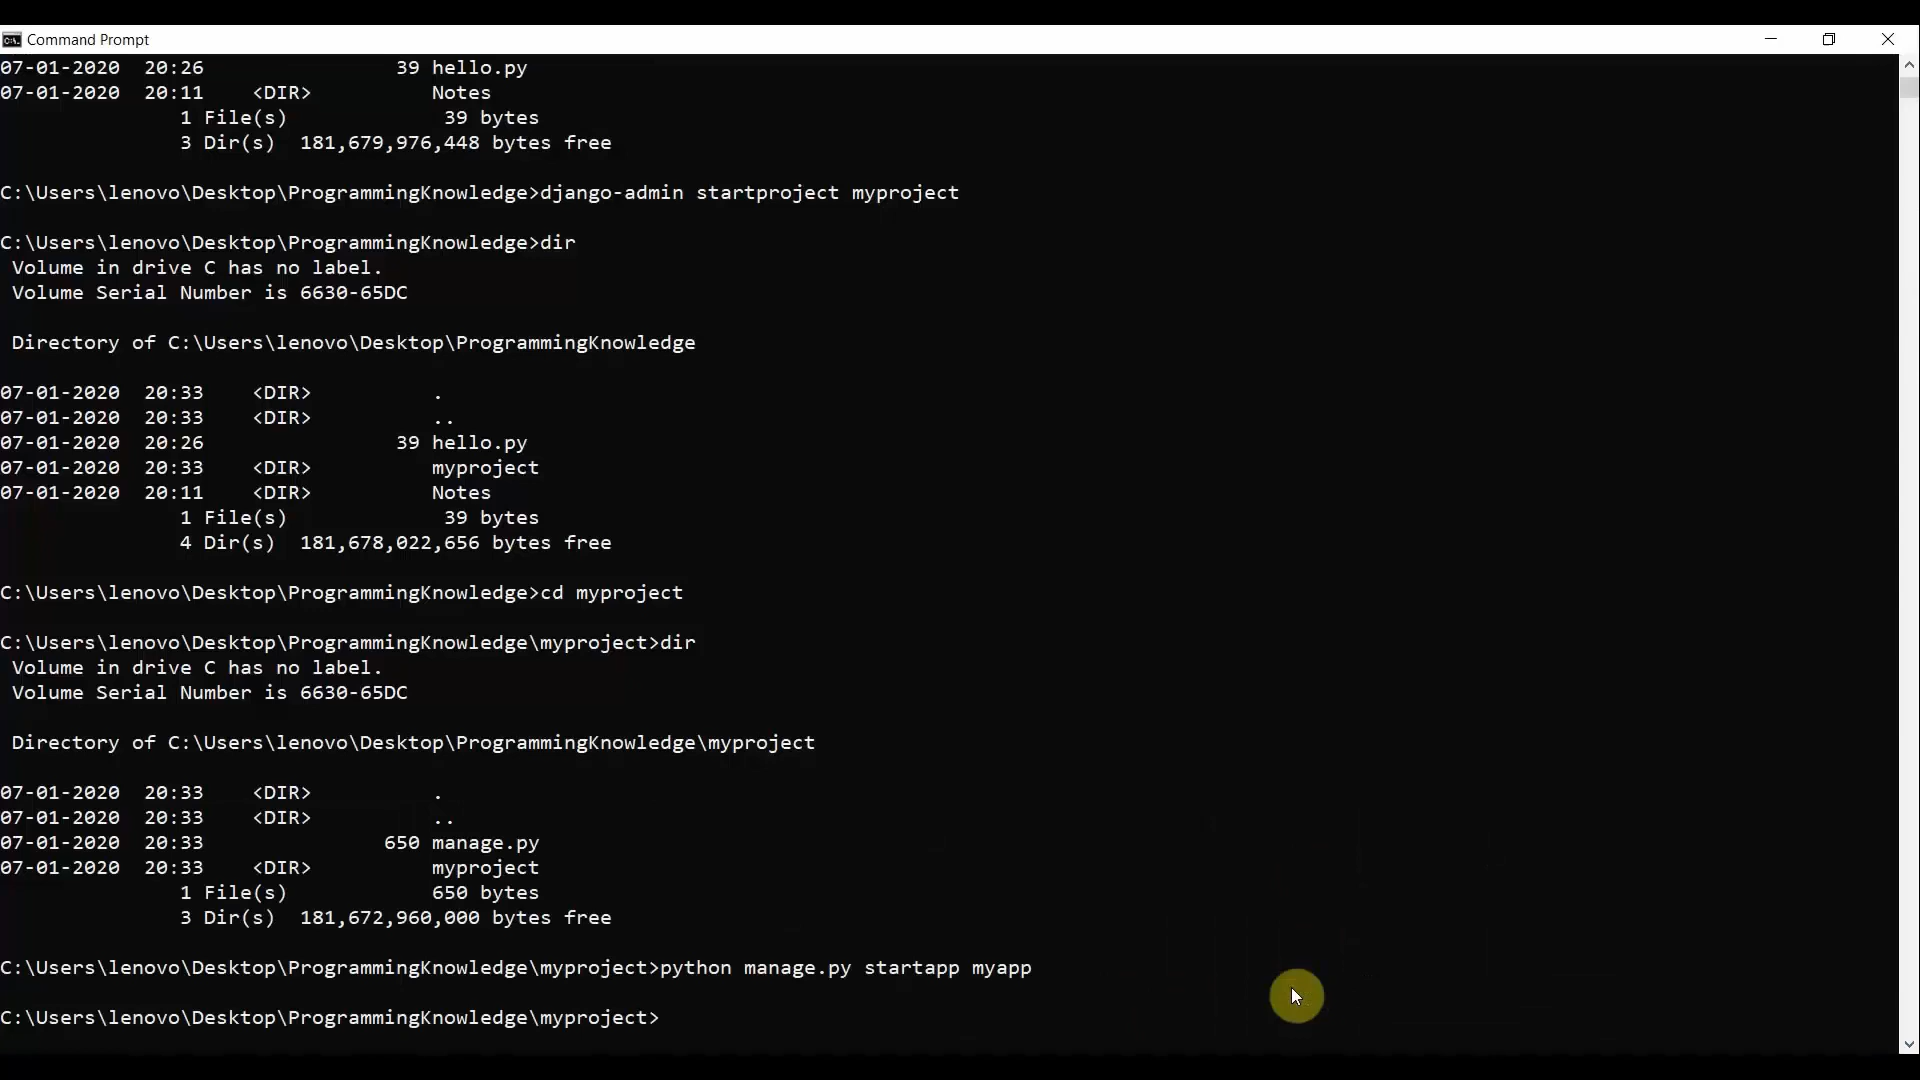 Command Prompt
07-01-2020  20:26                39 hello.py
07-01-2020  20:11    <DIR>          Notes
               1 File(s)             39 bytes
               3 Dir(s)  181,679,976,448 bytes free
C:\Users\lenovo\Desktop\ProgrammingKnowledge>django-admin startproject myproject
C:\Users\lenovo\Desktop\ProgrammingKnowledge>dir
 Volume in drive C has no label.
 Volume Serial Number is 6630-65DC
 Directory of C:\Users\lenovo\Desktop\ProgrammingKnowledge
07-01-2020  20:33    <DIR>          .
07-01-2020  20:33    <DIR>          ..
07-01-2020  20:26                39 hello.py
07-01-2020  20:33    <DIR>          myproject
07-01-2020  20:11    <DIR>          Notes
               1 File(s)             39 bytes
               4 Dir(s)  181,678,022,656 bytes free
C:\Users\lenovo\Desktop\ProgrammingKnowledge>cd myproject
C:\Users\lenovo\Desktop\ProgrammingKnowledge\myproject>dir
 Volume in drive C has no label.
 Volume Serial Number is 6630-65DC
 Directory of C:\Users\lenovo\Desktop\ProgrammingKnowledge\myproject
07-01-2020  20:33    <DIR>          .
07-01-2020  20:33    <DIR>          ..
07-01-2020  20:33               650 manage.py
07-01-2020  20:33    <DIR>          myproject
               1 File(s)            650 bytes
               3 Dir(s)  181,672,960,000 bytes free
C:\Users\lenovo\Desktop\ProgrammingKnowledge\myproject>python manage.py startapp myapp
C:\Users\lenovo\Desktop\ProgrammingKnowledge\myproject>